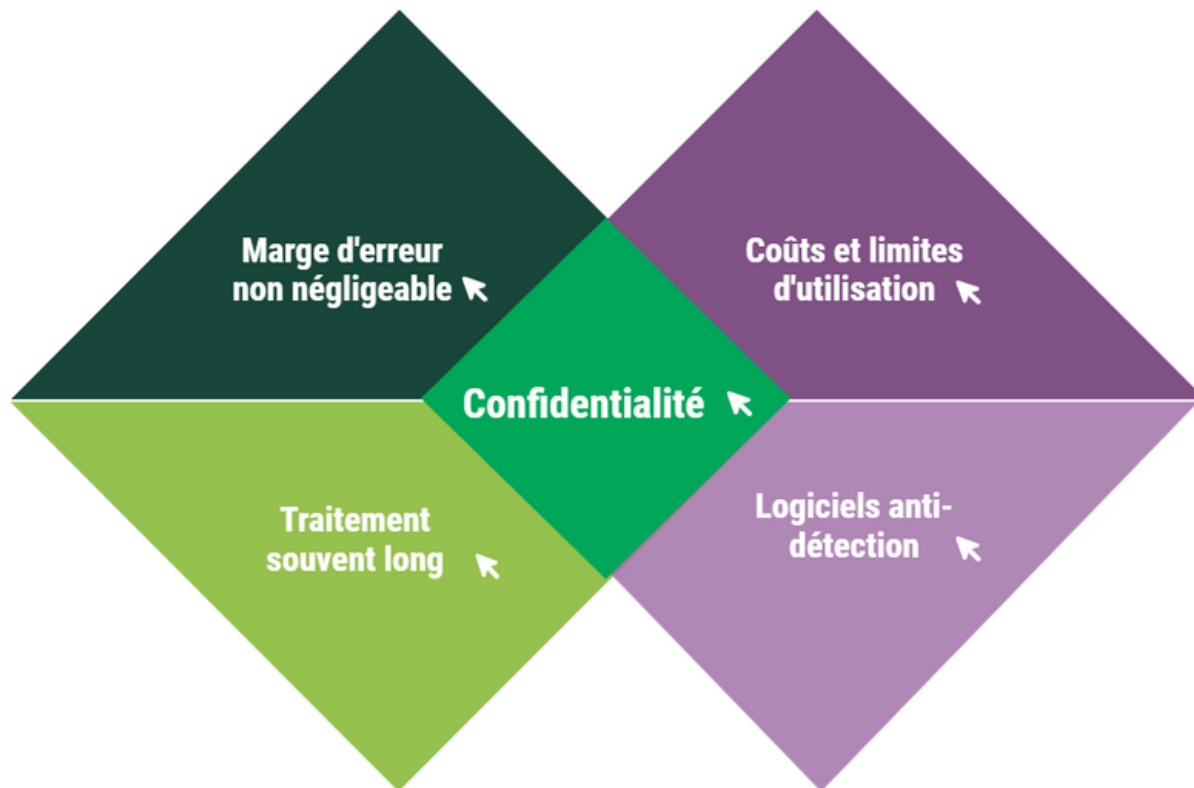 Marge d'erreur
non négligeable
Coûts et limites
d'utilisation
Confidentialité
Traitement
souvent long
Logiciels anti-
détection